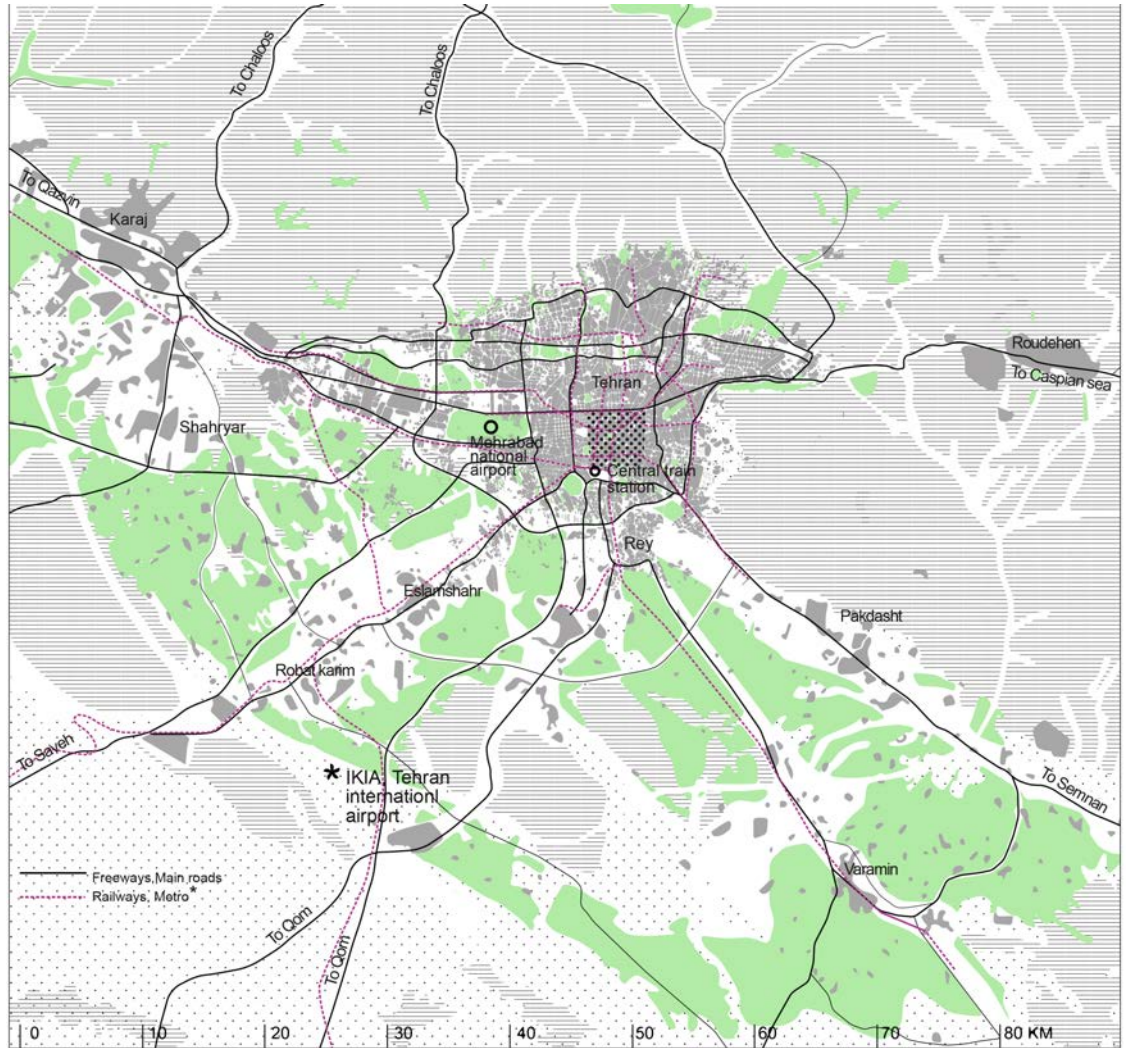 To Chaloos
To Chaloos
To Qazvin
Karaj
Roudehen
To Caspian sea
Tehran
Shahryar
Mehrabad
national
airport
Central train
station
Rey
Eslamshahr
Pakdasht
Robat karim
To Saveh
IKIA, Tehran
internationl
airport
To Semnan
Varamin
Freeways,Main roads
Railways, Metro*
To Qom
To Qom
0 10 20 30 40 50 60 70 80 KM